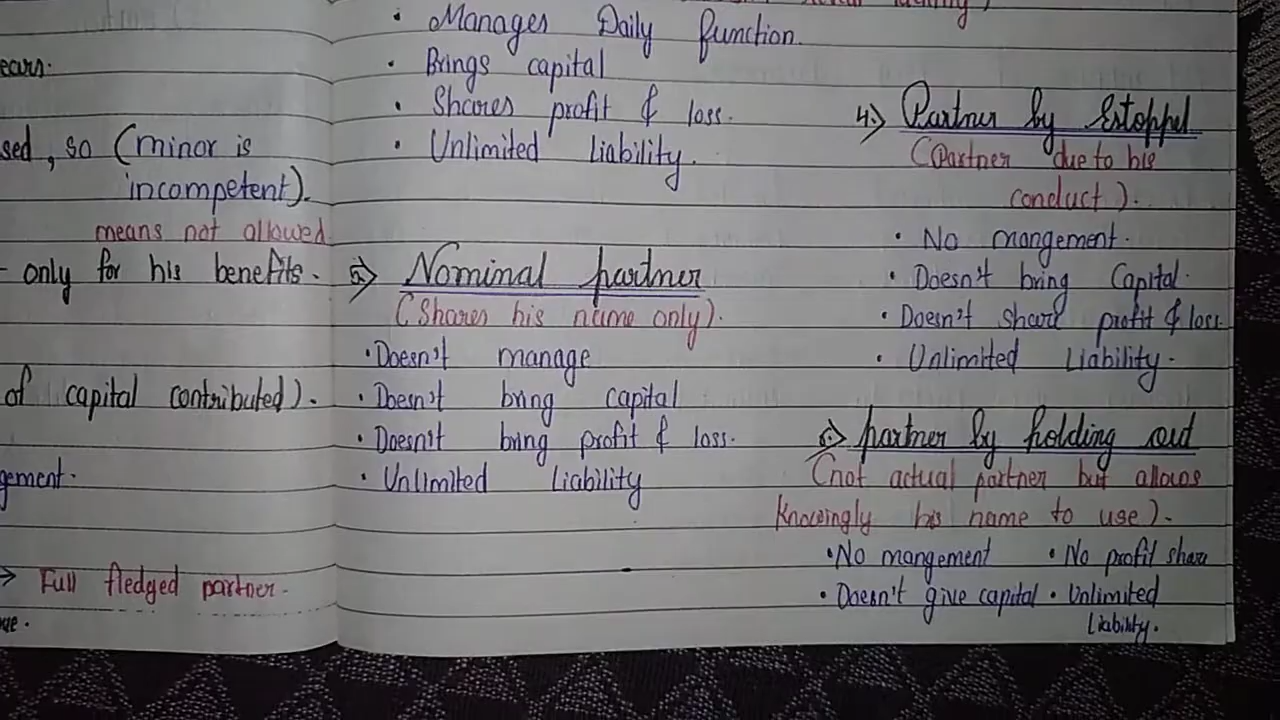 ears.
sed, so (minor is
incompetent).
means not allowed
- only for his benefits.
of capital contributed).
gement.
→ Full fledged partner.
ue.
• Manages Daily function.
• Brings capital
• Shares profit & loss.
• Unlimited Liability.
5⇒ Nominal partner
(Shares his name only).
• Doesn't manage
• Doesn't bring capital
• Doesn't bring profit & loss.
• Unlimited Liability
4⇒ Partner by Estoppel
(Partner due to his
conduct).
• No mangement.
• Doesn't bring Capital.
• Doesn't share profit & loss.
• Unlimited Liability.
⇒ partner by holding out
(not actual partner but allows
knowingly his name to use).
• No mangement • No profit share
• Doesn't give capital • Unlimited
Liability.